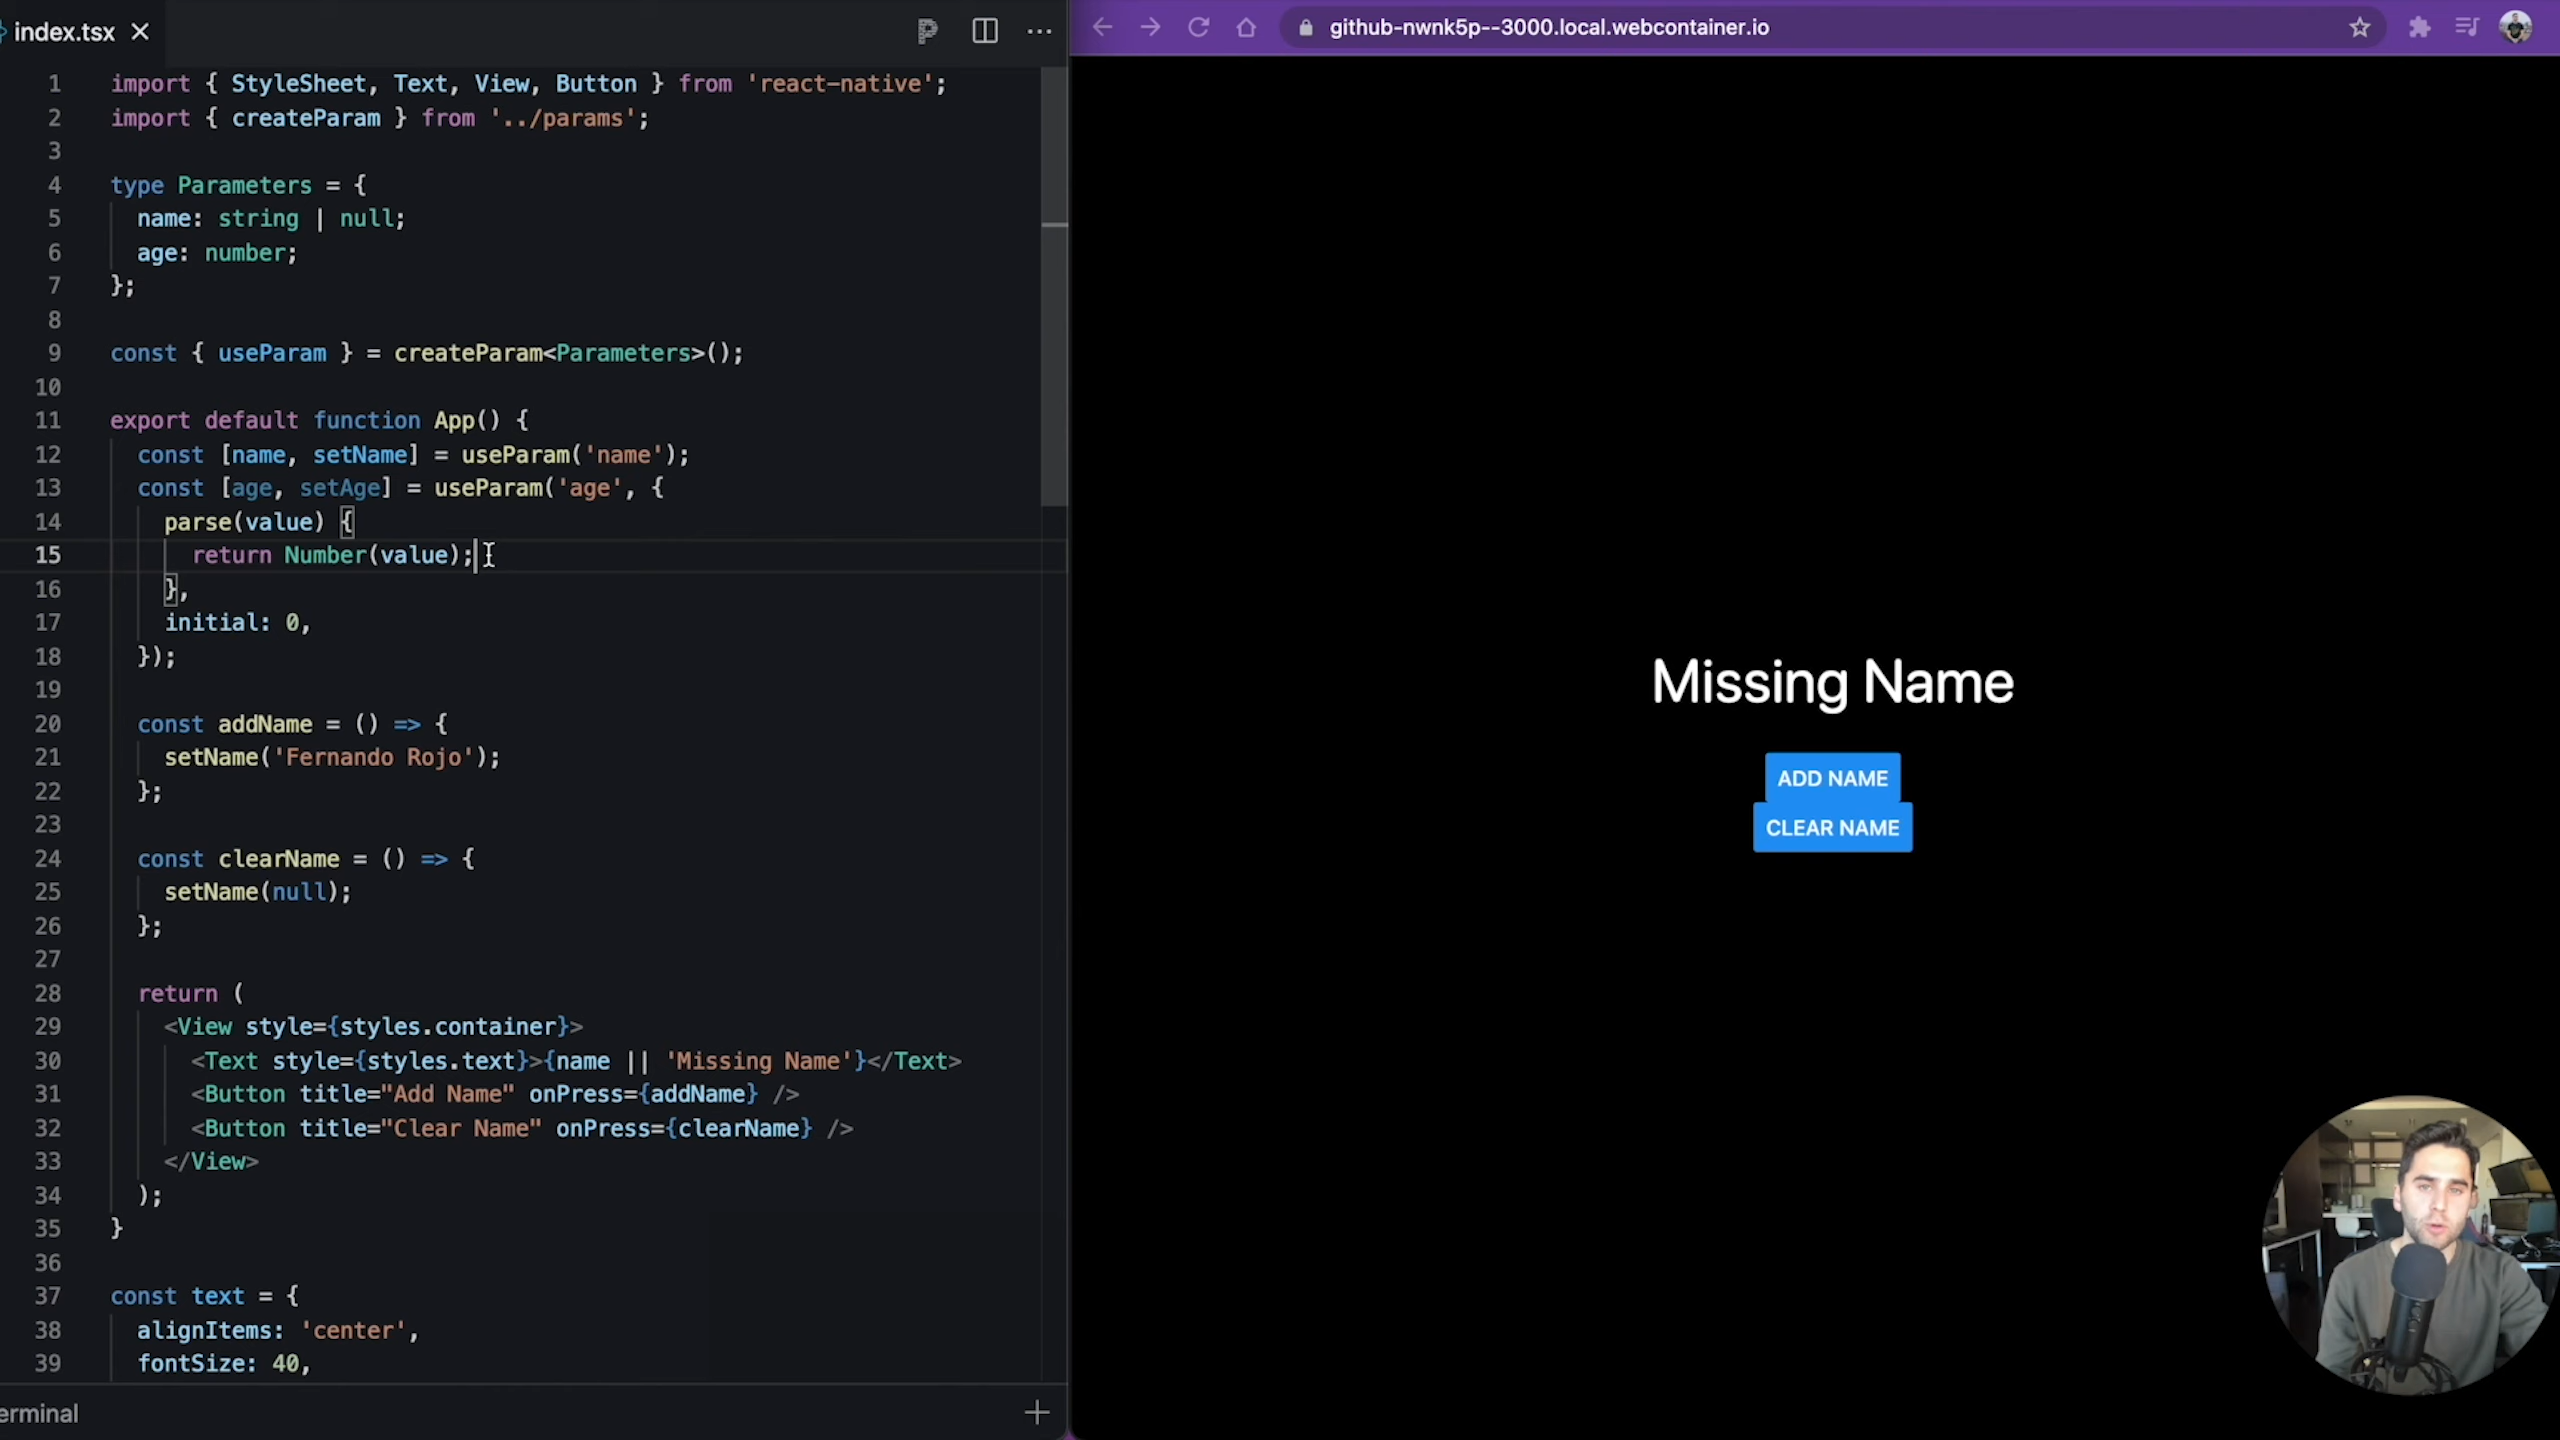 index.tsx
github-nwnk5p--3000.local.webcontainer.io
1 import { StyleSheet, Text, View, Button } from 'react-native';
2 import { createParam } from '../params';
3
4 type Parameters = {
5 name: string | null;
6 age: number;
7 };
8
9 const { useParam } = createParam<Parameters>();
10
11 export default function App() {
12 const [name, setName] = useParam('name');
13 const [age, setAge] = useParam('age', {
14 parse(value) {
15 return Number(value);
16 },
17 initial: 0,
18 });
19
20 const addName = () => {
21 setName('Fernando Rojo');
22 };
23
24 const clearName = () => {
25 setName(null);
26 };
27
28 return (
29 <View style={styles.container}>
30 <Text style={styles.text}>{name || 'Missing Name'}</Text>
31 <Button title="Add Name" onPress={addName} />
32 <Button title="Clear Name" onPress={clearName} />
33 </View>
34 );
35 }
36
37 const text = {
38 alignItems: 'center',
39 fontSize: 40,
erminal
Missing Name
ADD NAME
CLEAR NAME